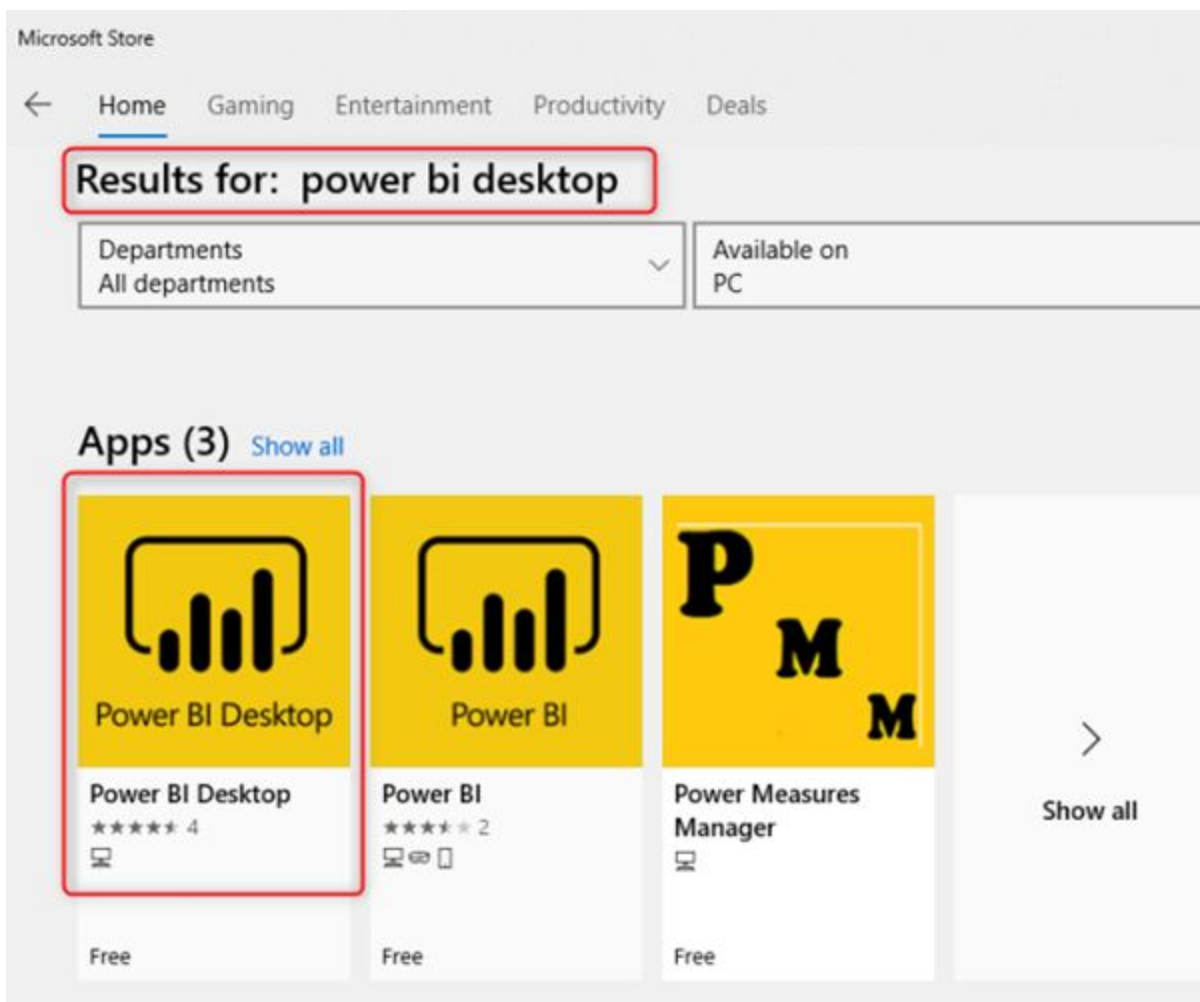 Microsoft Store
Home Gaming Entertainment Productivity Deals
Results for: power bi desktop
Departments
All departments
Available on
PC
Apps (3) Show all
Power BI Desktop
Power BI
P
M
M
Power BI Desktop
4
Free
Power BI
2
Free
Power Measures
Manager
Free
Show all